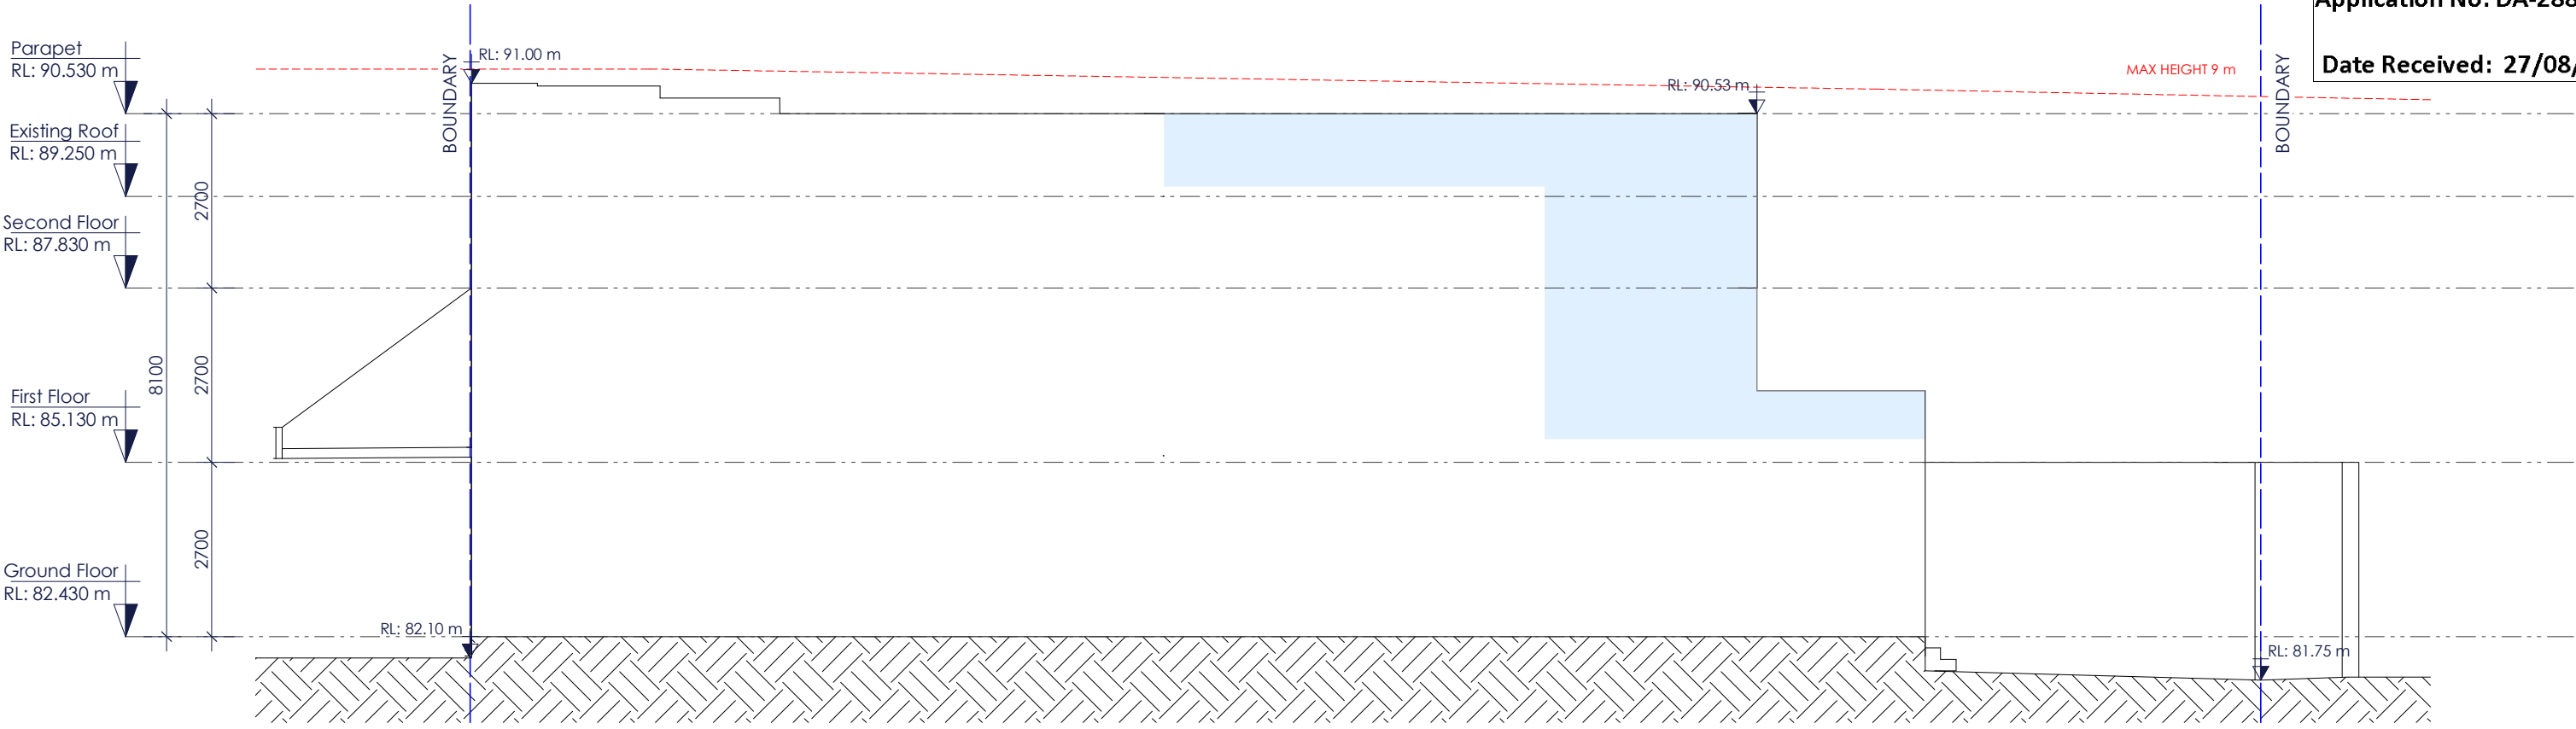 Parapet
RL: 90.530 m
Existing Roof
RL: 89.250 m
Second Floor
RL: 87.830 m
First Floor
RL: 85.130 m
Ground Floor
RL: 82.430 m
8100
2700
2700
2700
BOUNDARY
RL: 91.00 m
RL: 82.10 m
RL: 90.53 m
MAX HEIGHT 9 m
BOUNDARY
RL: 81.75 m
Application No: DA-288
Date Received: 27/08/